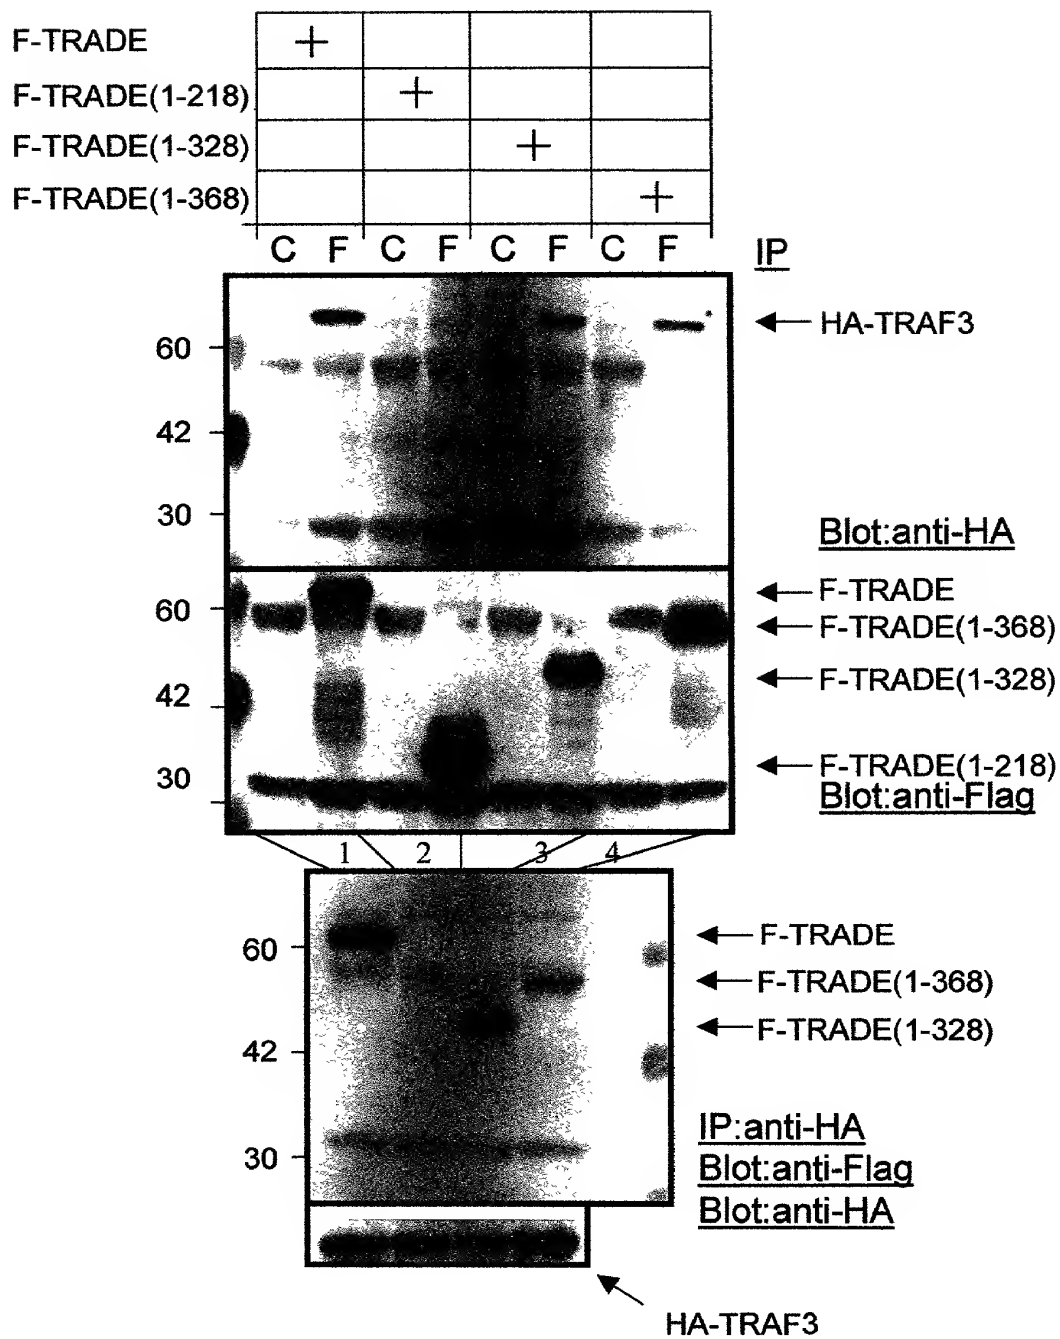 F-TRADE +
F-TRADE(1-218) +
F-TRADE(1-328) +
F-TRADE(1-368) +
C F C F C F C F IP
HA-TRAF3
60
42
30
Blot:anti-HA
F-TRADE
60
F-TRADE(1-368)
F-TRADE(1-328)
42
F-TRADE(1-218)
30
Blot:anti-Flag
1 2 3 4
F-TRADE
60
F-TRADE(1-368)
F-TRADE(1-328)
42
IP:anti-HA
30
Blot:anti-Flag
Blot:anti-HA
HA-TRAF3